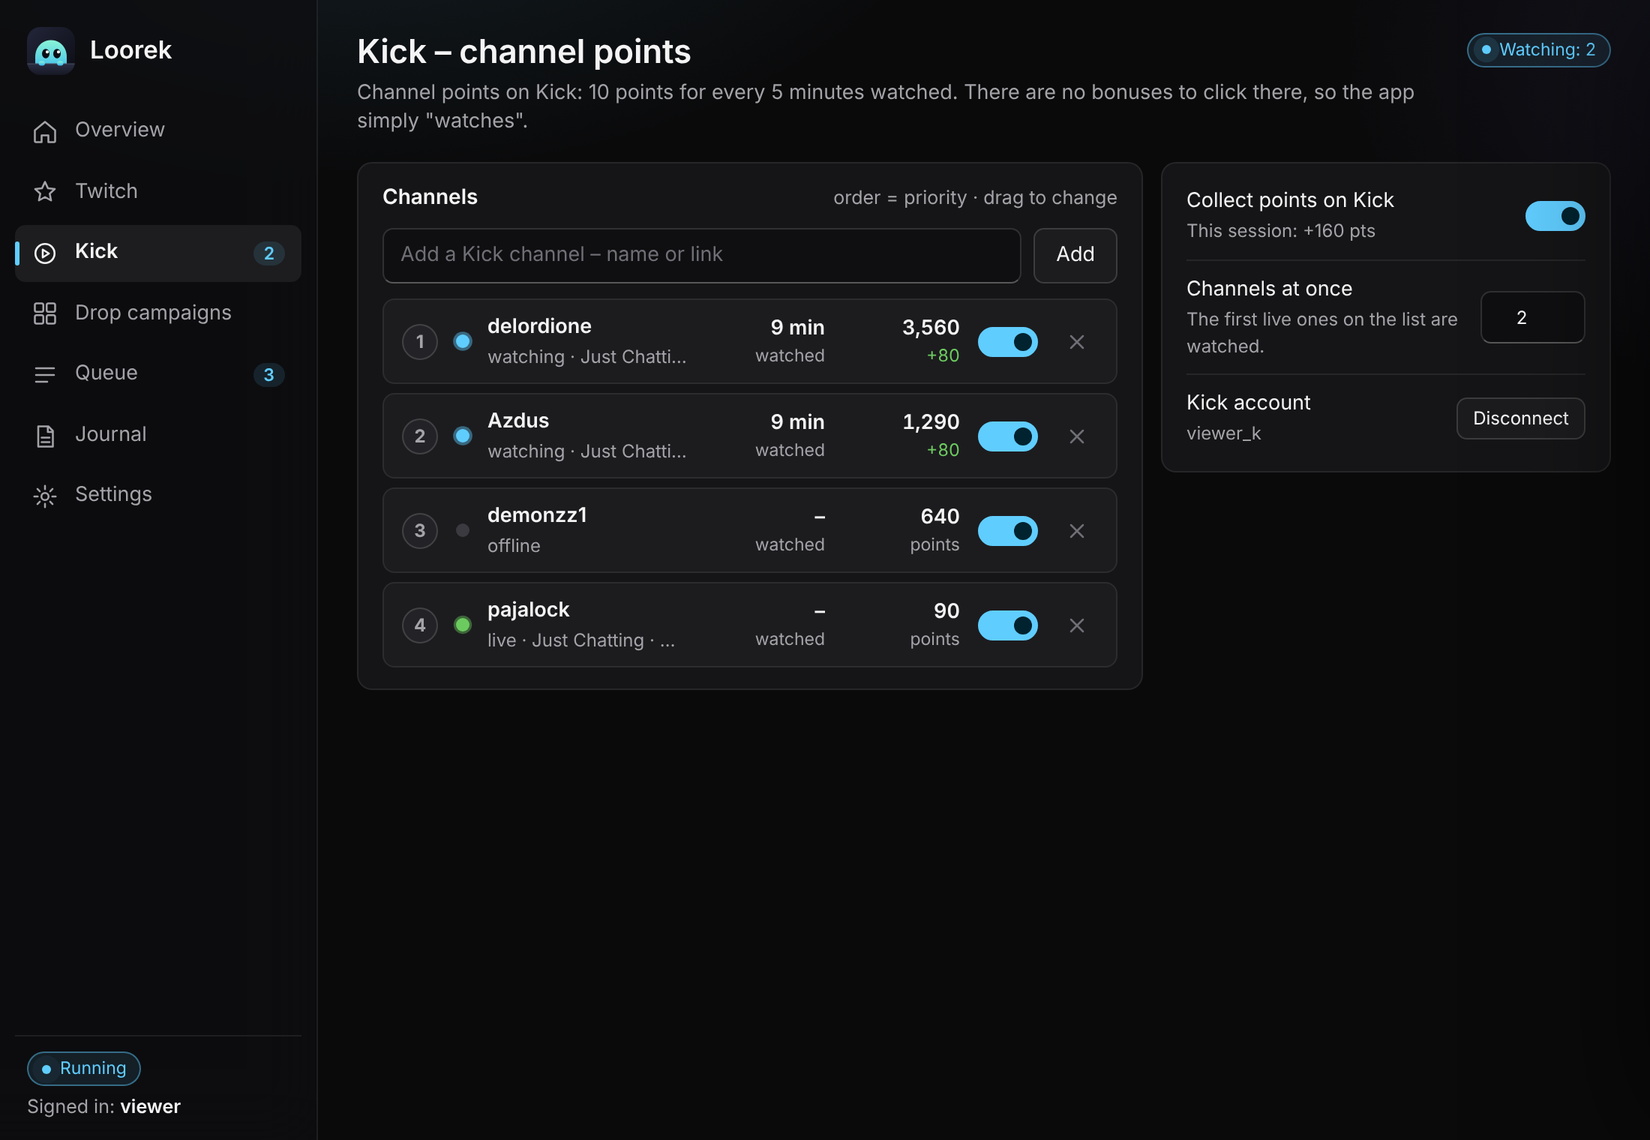 Loorek
Overview
Twitch
Kick 2
Drop campaigns
Queue 3
Journal
Settings
Running
Signed in: viewer
Kick – channel points
Watching: 2
Channel points on Kick: 10 points for every 5 minutes watched. There are no bonuses to click there, so the app
simply "watches".
Channels
order = priority · drag to change
Add a Kick channel – name or link
Add
1 delordione 9 min 3,560
watching · Just Chatti... watched +80
2 Azdus 9 min 1,290
watching · Just Chatti... watched +80
3 demonzz1 – 640
offline watched points
4 pajalock – 90
live · Just Chatting · ... watched points
Collect points on Kick
This session: +160 pts
Channels at once
The first live ones on the list are
watched.
2
Kick account
viewer_k
Disconnect